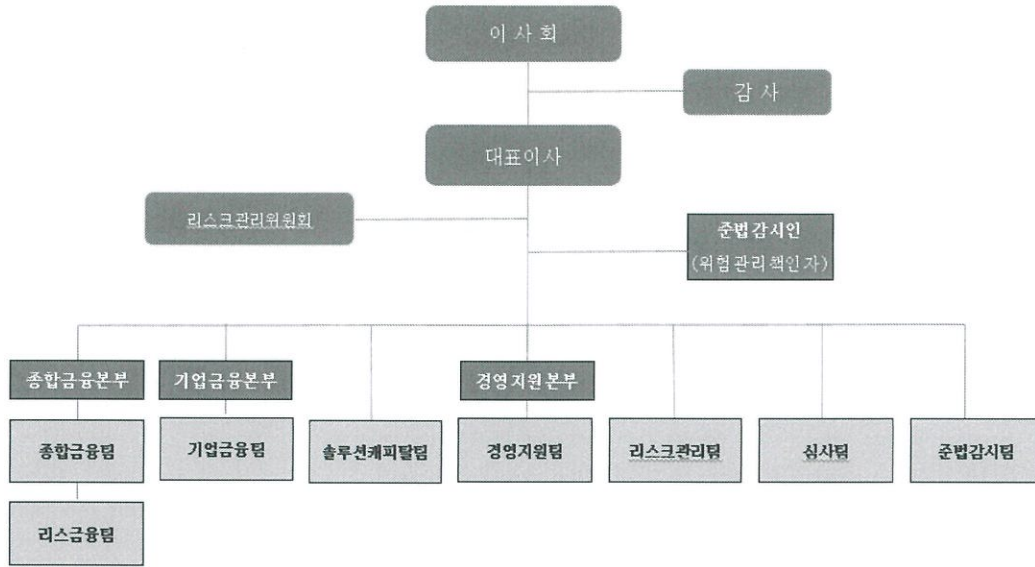 이 사 회
감 사
대표이사
리스크관리위원회
준법감시인
(위험관리책인자)
종합금융본부
기업금융본부
경영지원본부
종합금융팀
기업금융팀
솔루션캐피탈팀
경영지원팀
리스크관리팀
심사팀
준법감시팀
리스금융팀